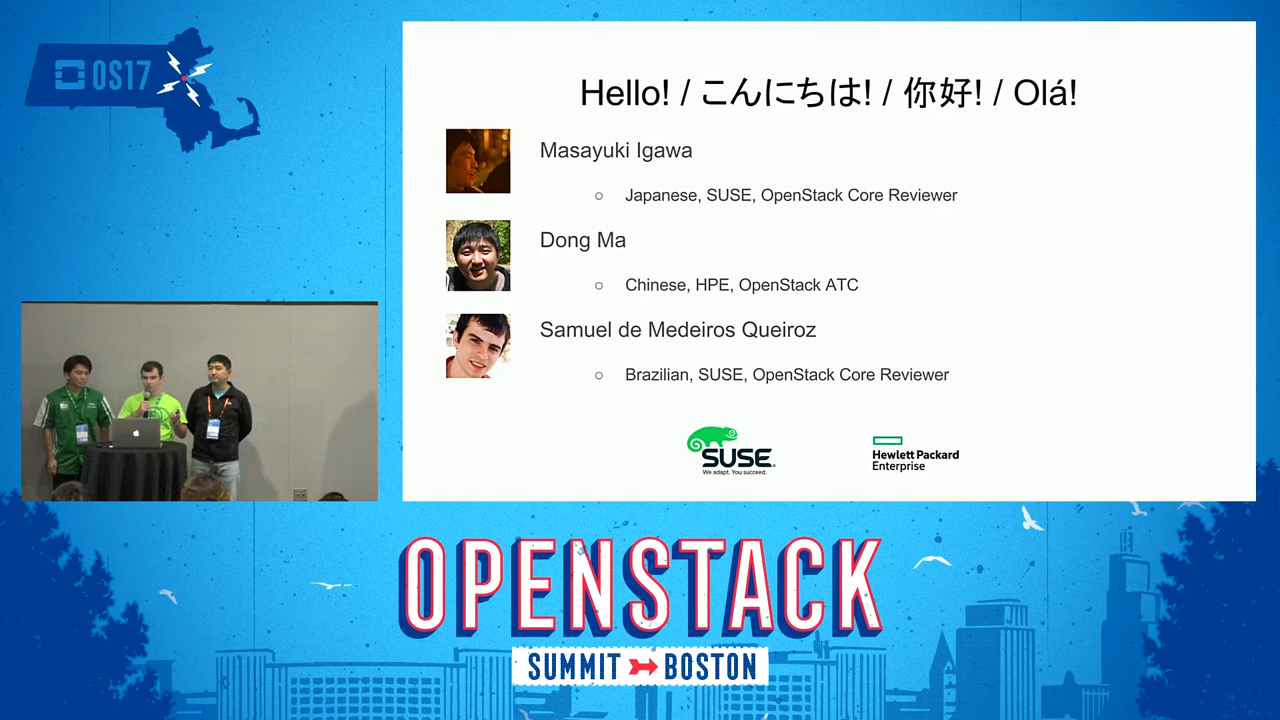 OS17
Hello! / こんにちは! / 你好! / Olá!
Masayuki Igawa
○ Japanese, SUSE, OpenStack Core Reviewer
Dong Ma
○ Chinese, HPE, OpenStack ATC
Samuel de Medeiros Queiroz
○ Brazilian, SUSE, OpenStack Core Reviewer
SUSE
We adapt. You succeed.
Hewlett Packard
Enterprise
OPENSTACK
SUMMIT BOSTON